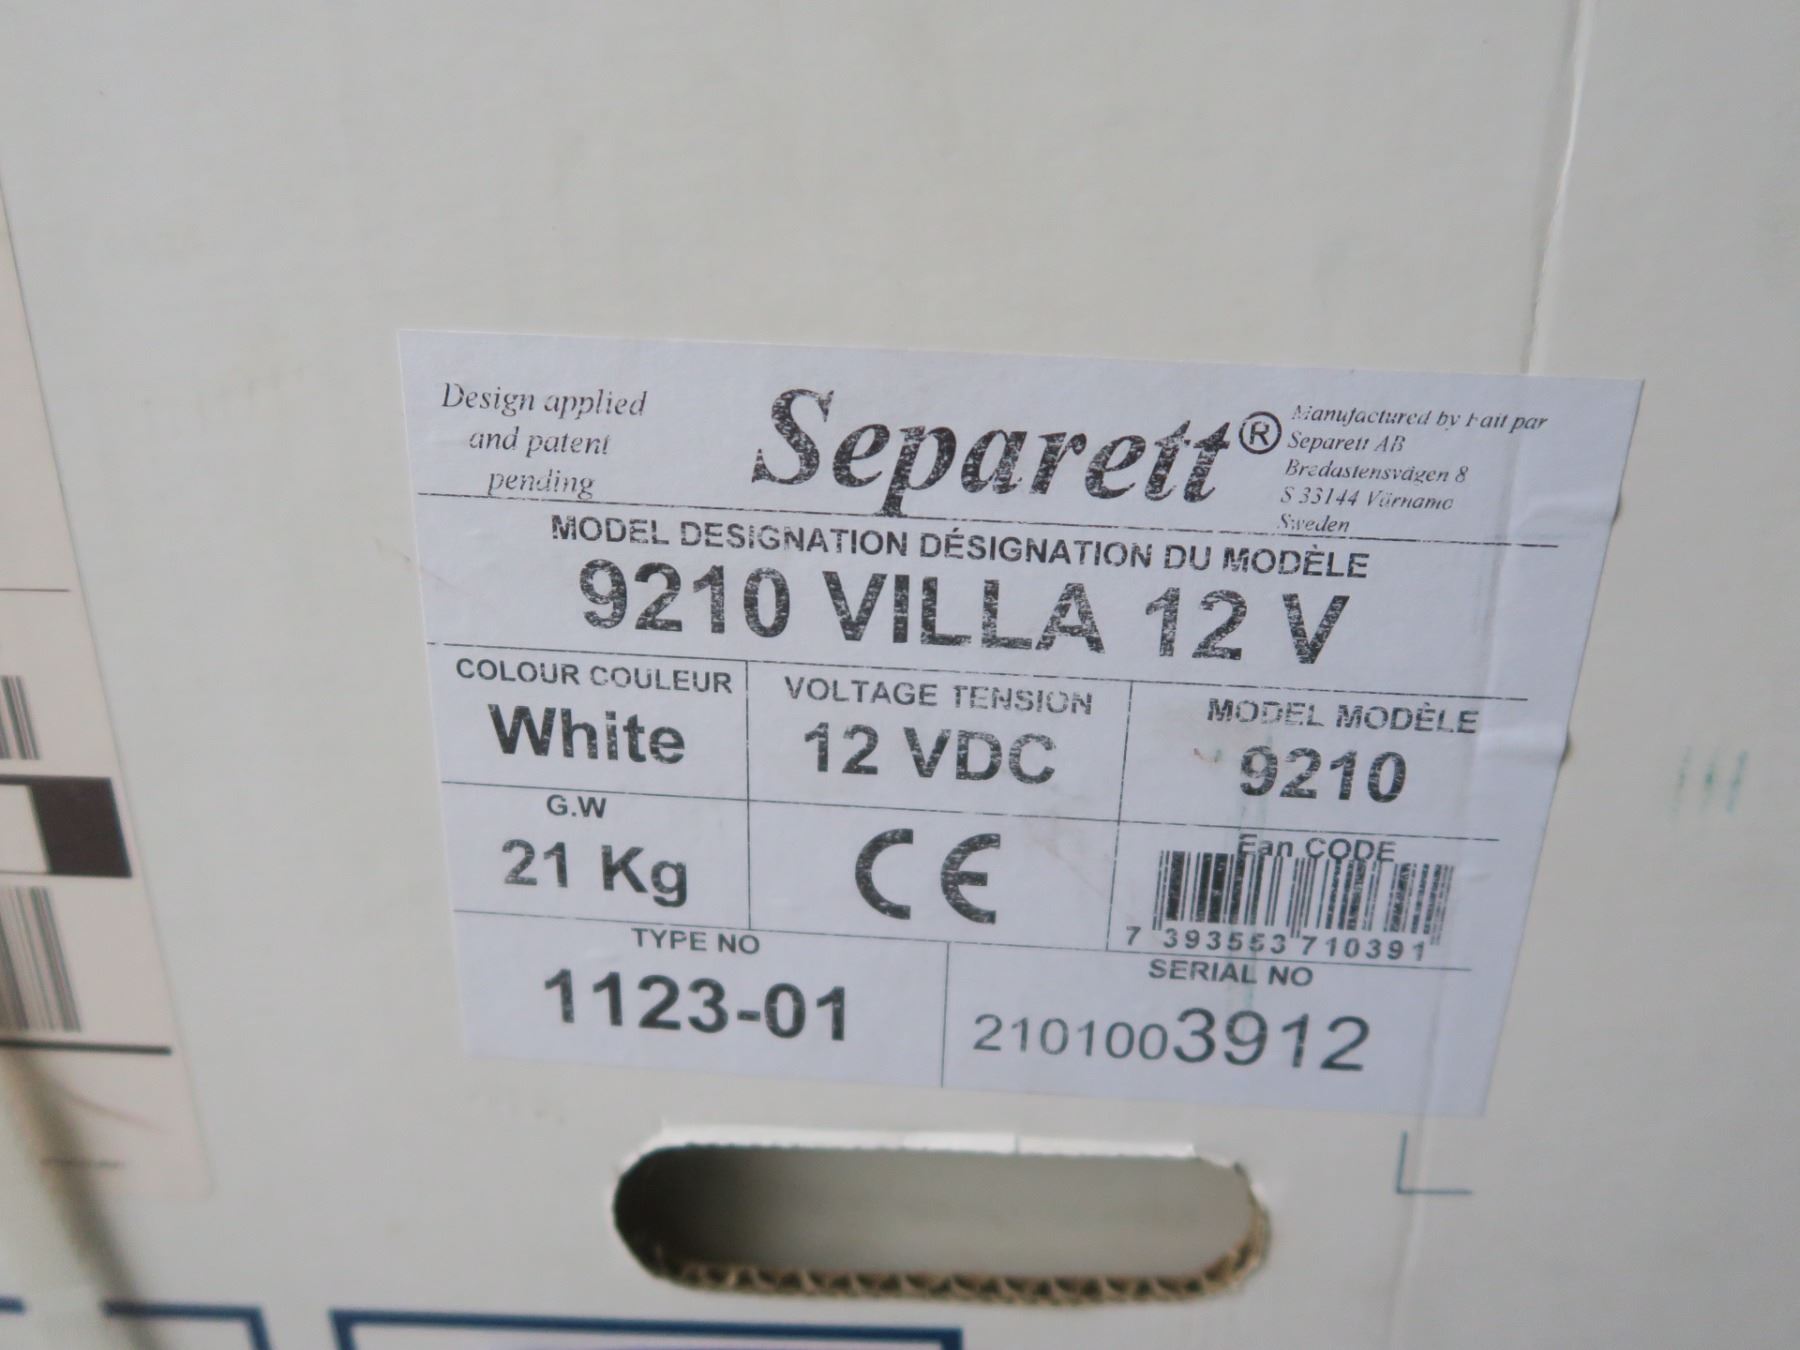 Design applied
and patent
pending
Separett®
Manufactured by Fait par
Separett AB
Bredastensvägen 8
S 33144 Värnamo
Sweden
MODEL DESIGNATION DÉSIGNATION DU MODÈLE
9210 VILLA 12 V
COLOUR COULEUR
White
VOLTAGE TENSION
12 VDC
MODEL MODÈLE
9210
G.W
21 Kg
CE
Ean CODE
7 393553 710391
TYPE NO
1123-01
SERIAL NO
2101003912